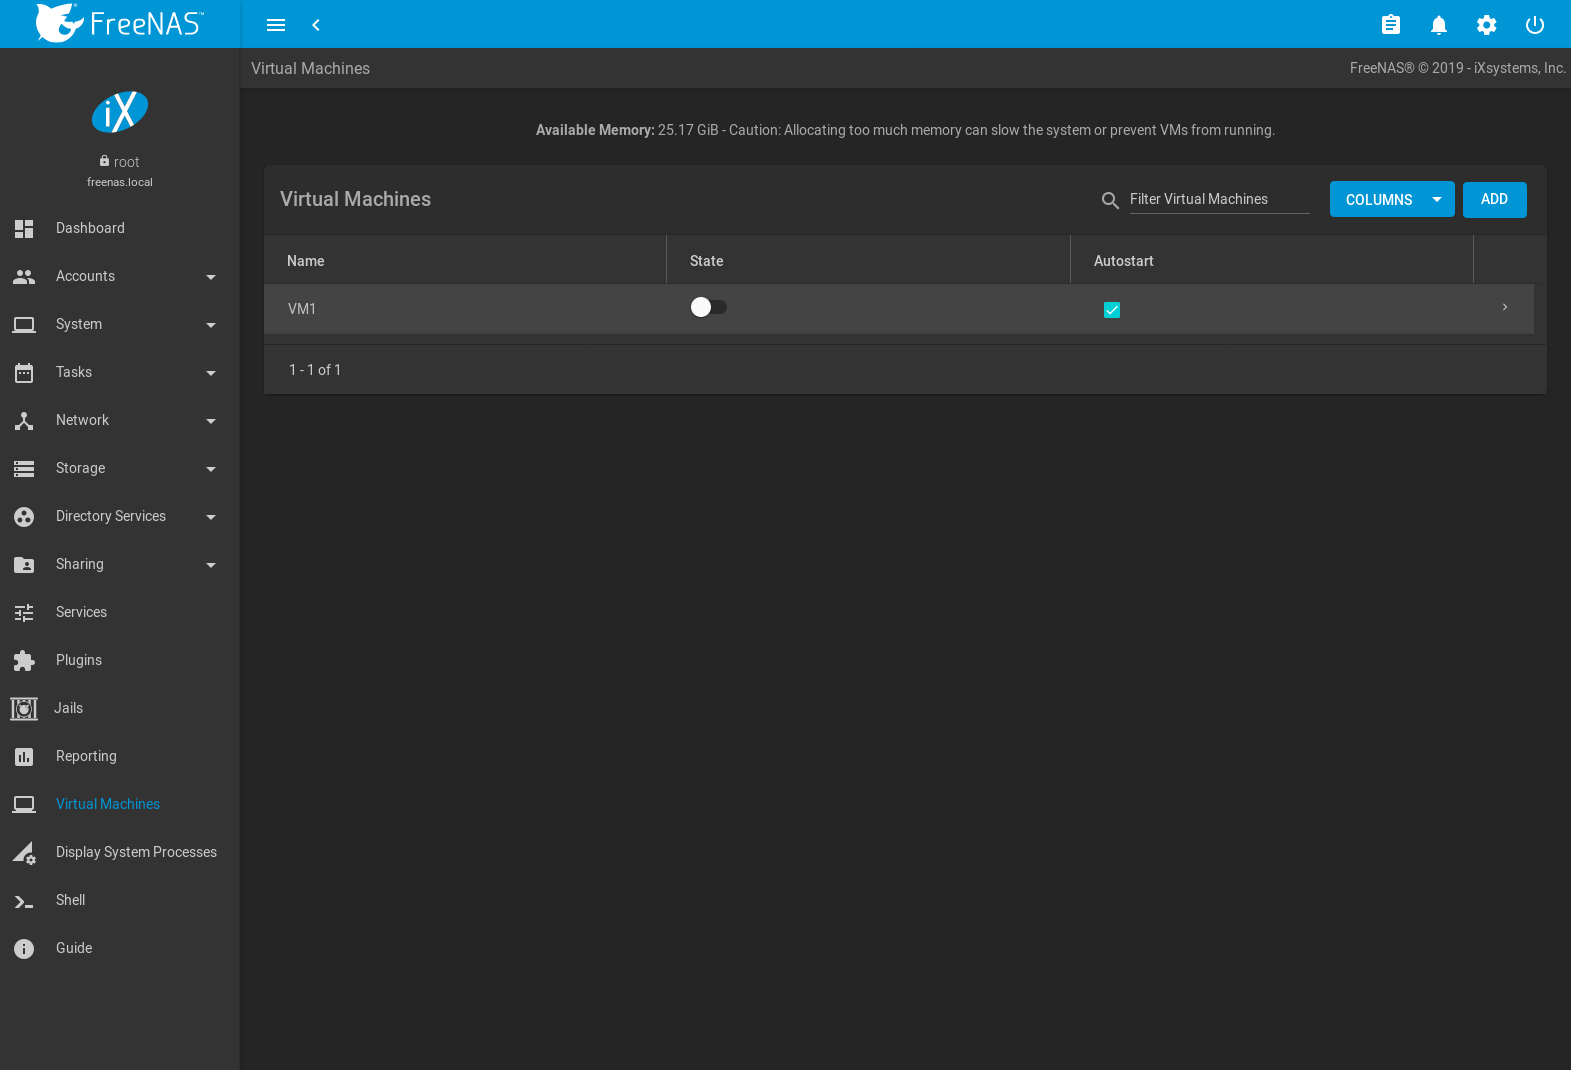 FreeNAS™
Virtual Machines
FreeNAS® © 2019 - iXsystems, Inc.
iX
root
freenas.local
Dashboard
Accounts
System
Tasks
Network
Storage
Directory Services
Sharing
Services
Plugins
Jails
Reporting
Virtual Machines
Display System Processes
Shell
Guide
Available Memory: 25.17 GiB - Caution: Allocating too much memory can slow the system or prevent VMs from running.
Virtual Machines
Filter Virtual Machines
COLUMNS
ADD
Name State Autostart
VM1
1 - 1 of 1